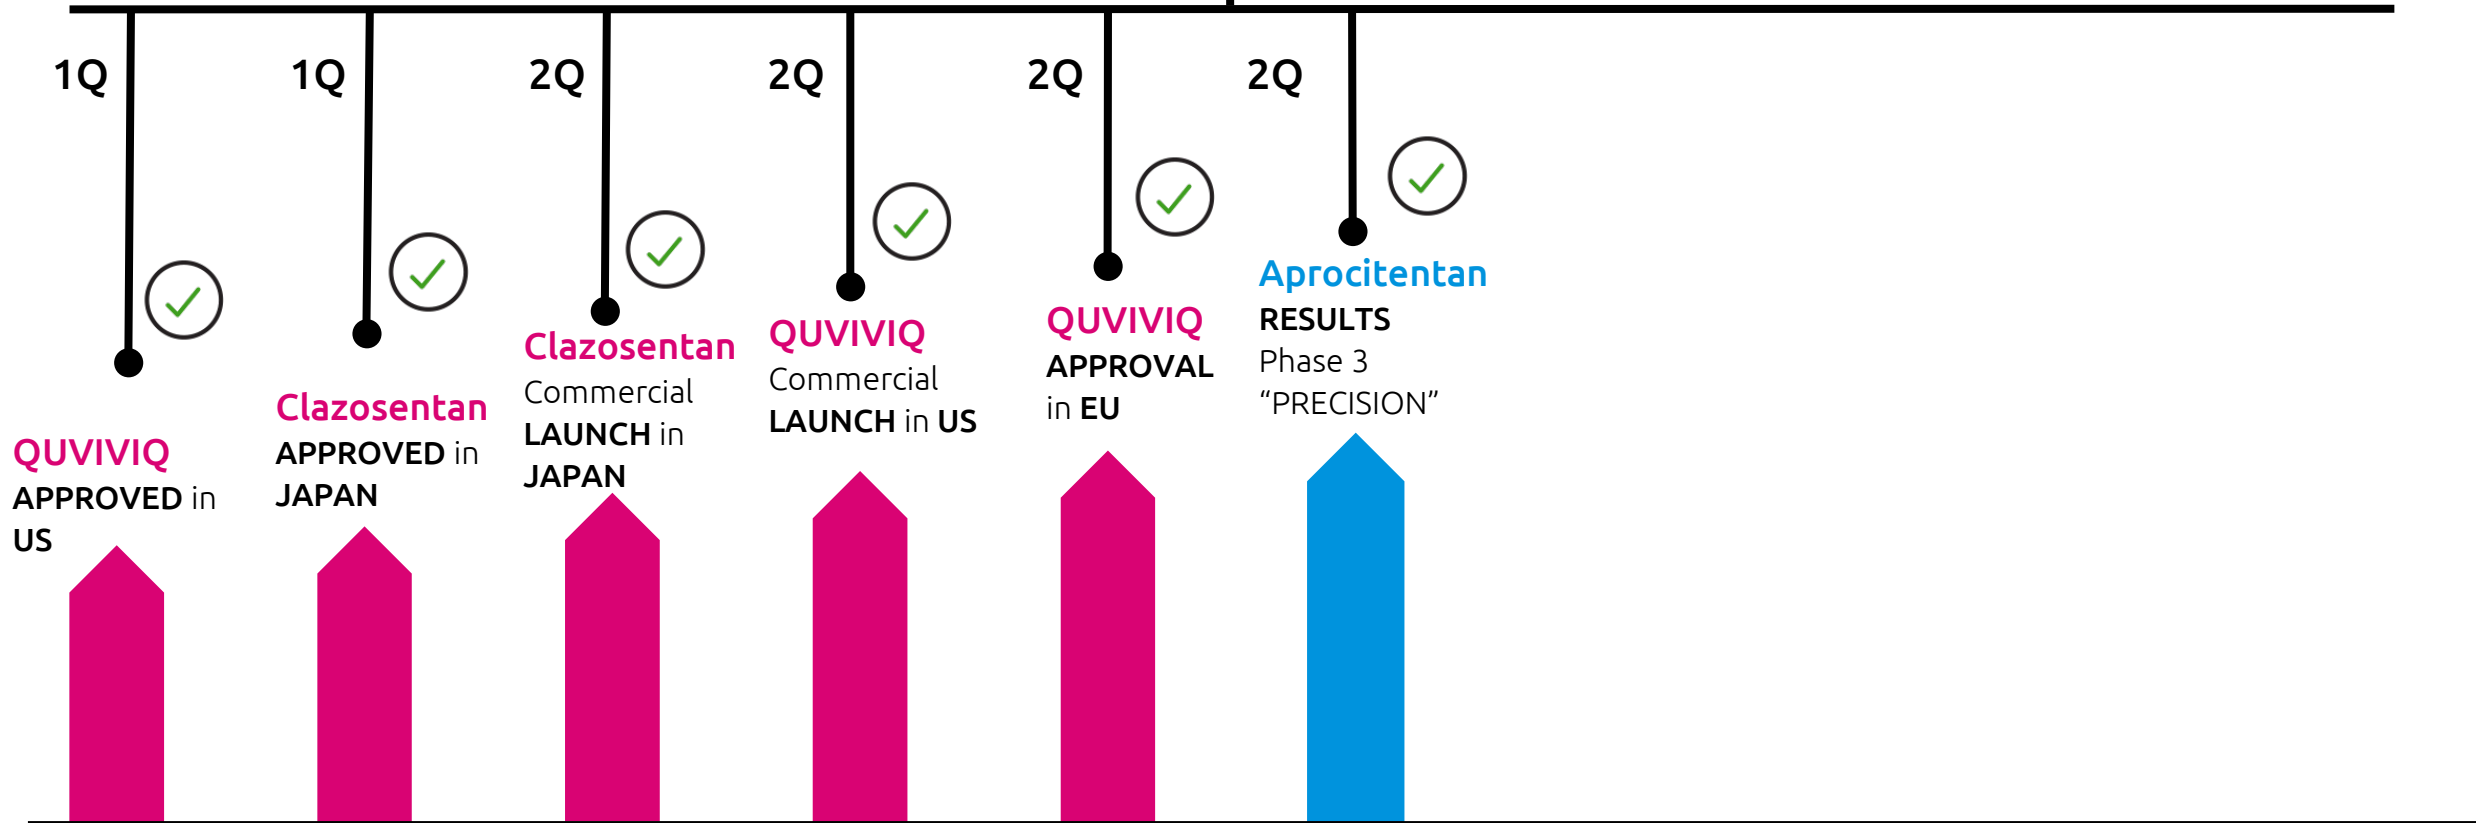 1Q
1Q
2Q
2Q
2Q
2Q
QUVIVIQ
APPROVED in
US
Clazosentan
APPROVED in
JAPAN
Clazosentan
Commercial
LAUNCH in
JAPAN
QUVIVIQ
Commercial
LAUNCH in US
QUVIVIQ
APPROVAL
in EU
Aprocitentan
RESULTS
Phase 3
“PRECISION”